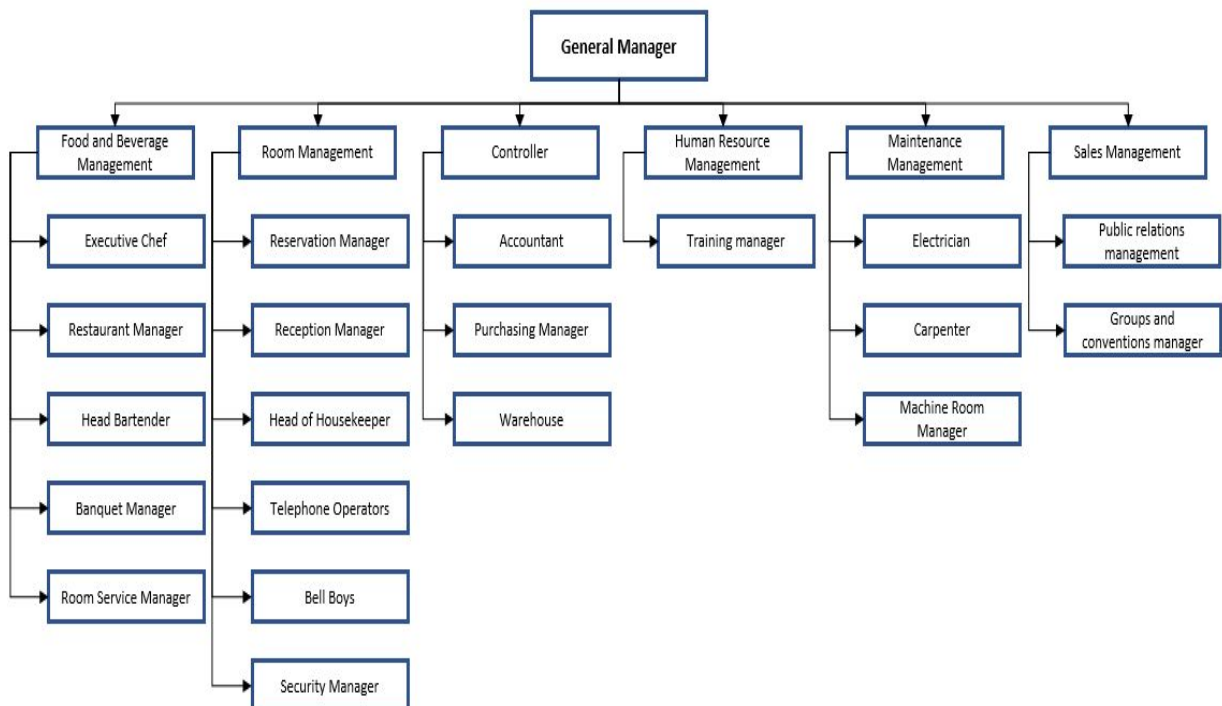 General Manager
Food and Beverage
Management
Room Management
Controller
Human Resource
Management
Maintenance
Management
Sales Management
Executive Chef
Reservation Manager
Accountant
Training manager
Electrician
Public relations
management
Restaurant Manager
Reception Manager
Purchasing Manager
Carpenter
Groups and
conventions manager
Head Bartender
Head of Housekeeper
Warehouse
Machine Room
Manager
Banquet Manager
Telephone Operators
Room Service Manager
Bell Boys
Security Manager